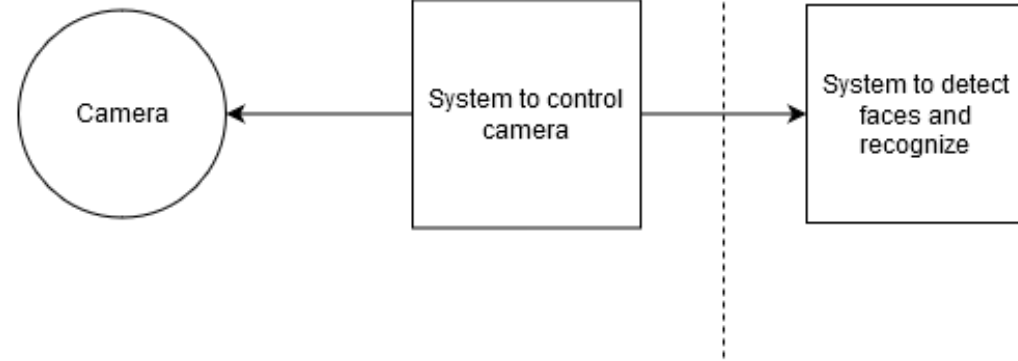 Camera
System to control
camera
System to detect
faces and
recognize